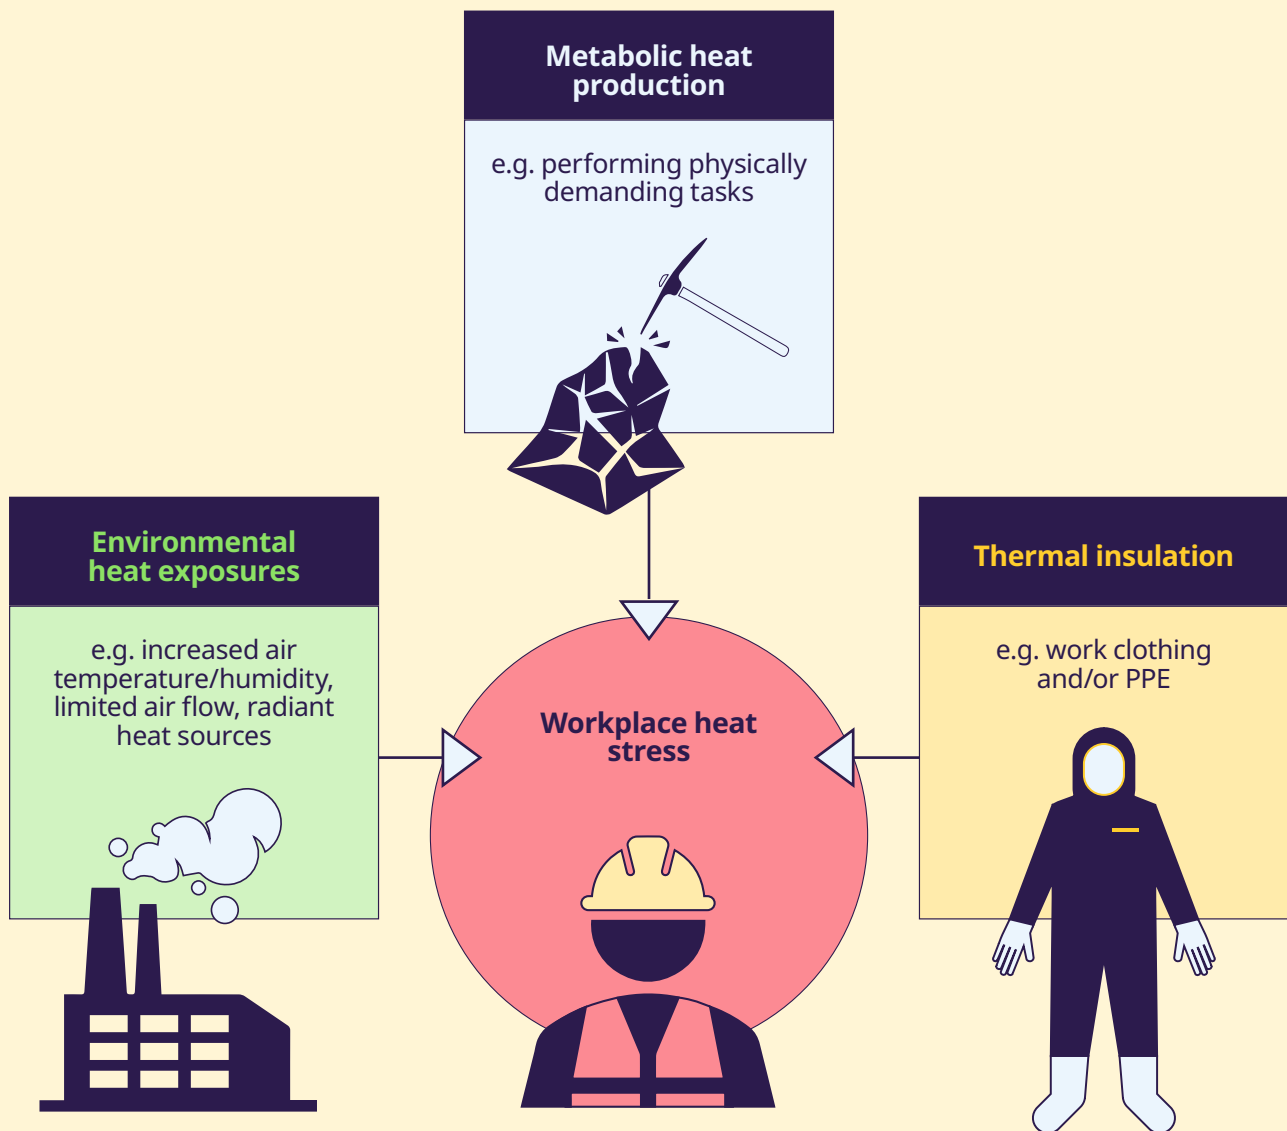 Metabolic heat
production
e.g. performing physically
demanding tasks
Environmental
heat exposures
e.g. increased air
temperature/humidity,
limited air flow, radiant
heat sources
Workplace heat
stress
Thermal insulation
e.g. work clothing
and/or PPE